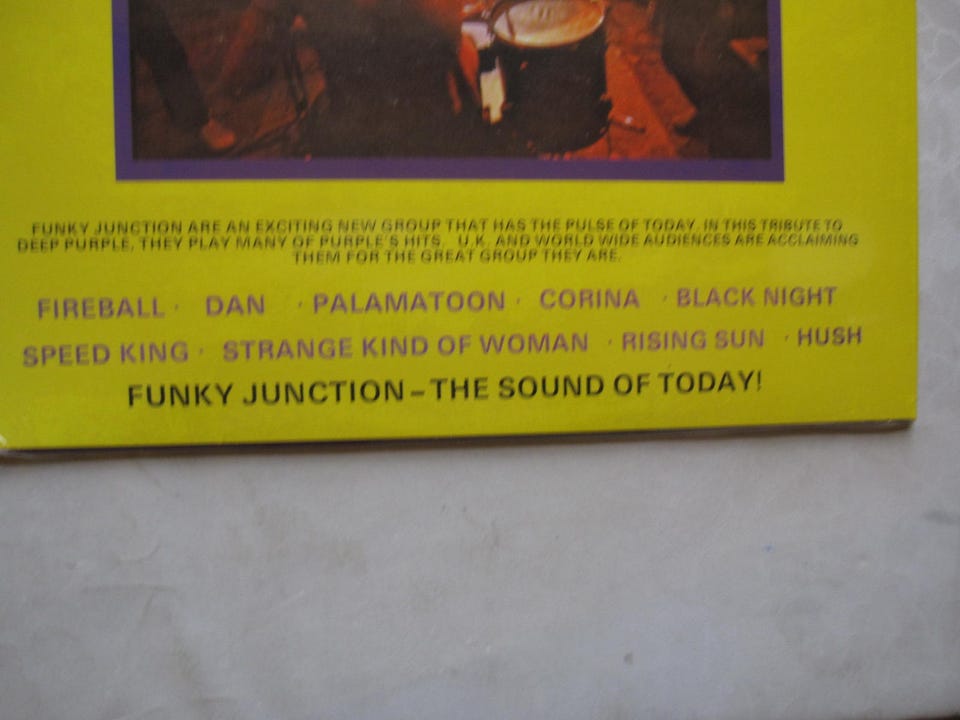 FUNKY JUNCTION ARE AN EXCITING NEW GROUP THAT HAS THE PULSE OF TODAY. IN THIS TRIBUTE TO
DEEP PURPLE, THEY PLAY MANY OF PURPLE'S HITS. U.K. AND WORLD WIDE AUDIENCES ARE ACCLAIMING
THEM FOR THE GREAT GROUP THEY ARE.
FIREBALL · DAN · PALAMATOON · CORINA · BLACK NIGHT
SPEED KING · STRANGE KIND OF WOMAN · RISING SUN · HUSH
FUNKY JUNCTION – THE SOUND OF TODAY!